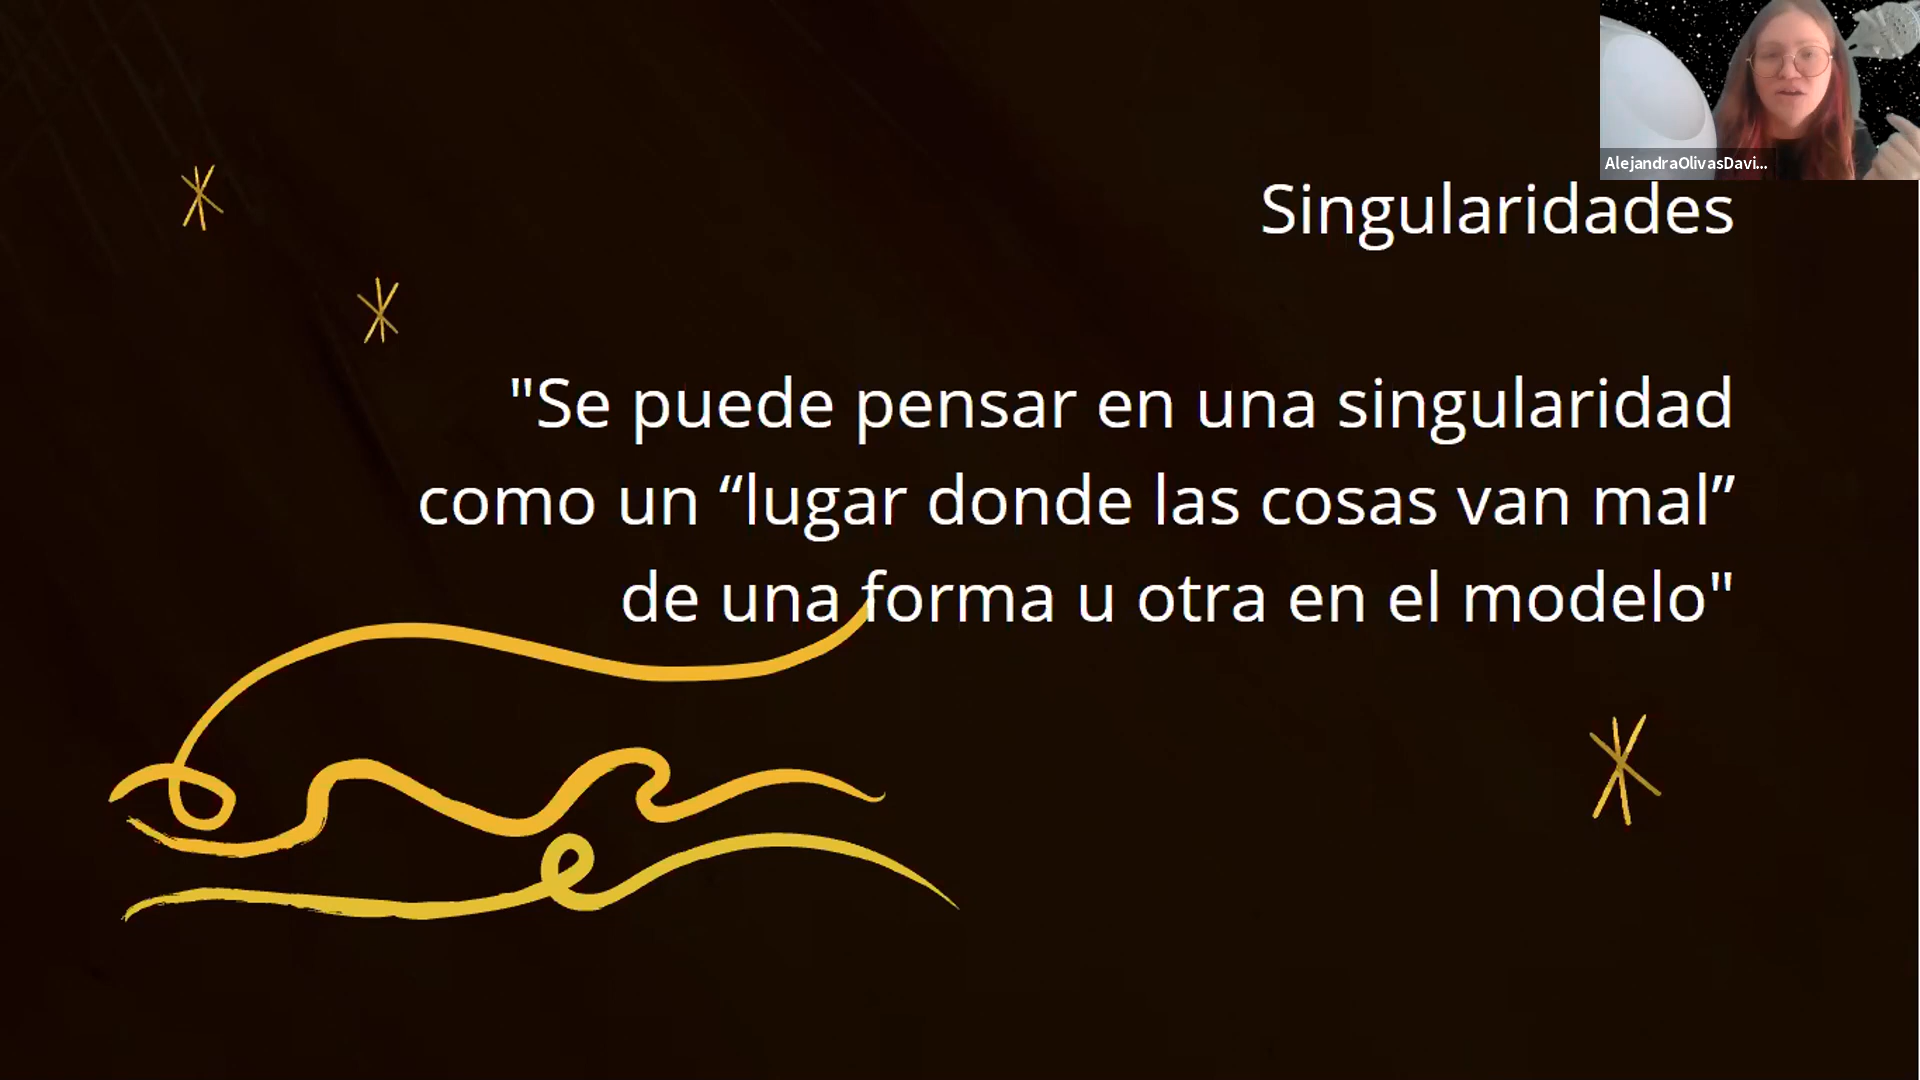 AlejandraOlivasDavi...
Singularidades
"Se puede pensar en una singularidad
como un “lugar donde las cosas van mal”
de una forma u otra en el modelo"